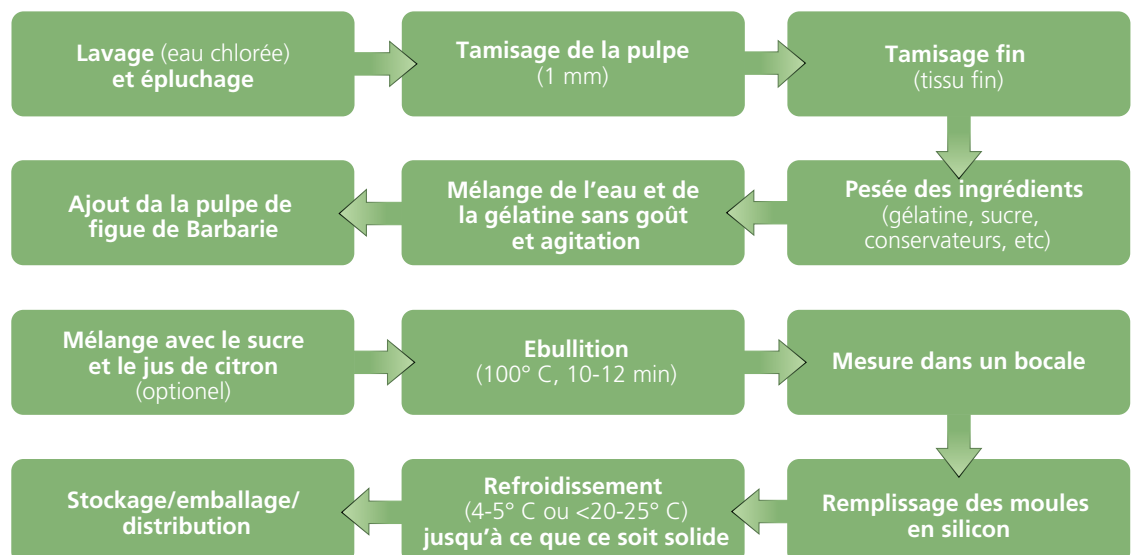 Lavage (eau chlorée)
et épluchage
Tamisage de la pulpe
(1 mm)
Tamisage fin
(tissu fin)
Pesée des ingrédients
(gélatine, sucre,
conservateurs, etc)
Mélange de l'eau et de
la gélatine sans goût
et agitation
Ajout da la pulpe de
figue de Barbarie
Mélange avec le sucre
et le jus de citron
(optionel)
Ebullition
(100° C, 10-12 min)
Mesure dans un bocale
Remplissage des moules
en silicon
Refroidissement
(4-5° C ou <20-25° C)
jusqu'à ce que ce soit solide
Stockage/emballage/
distribution